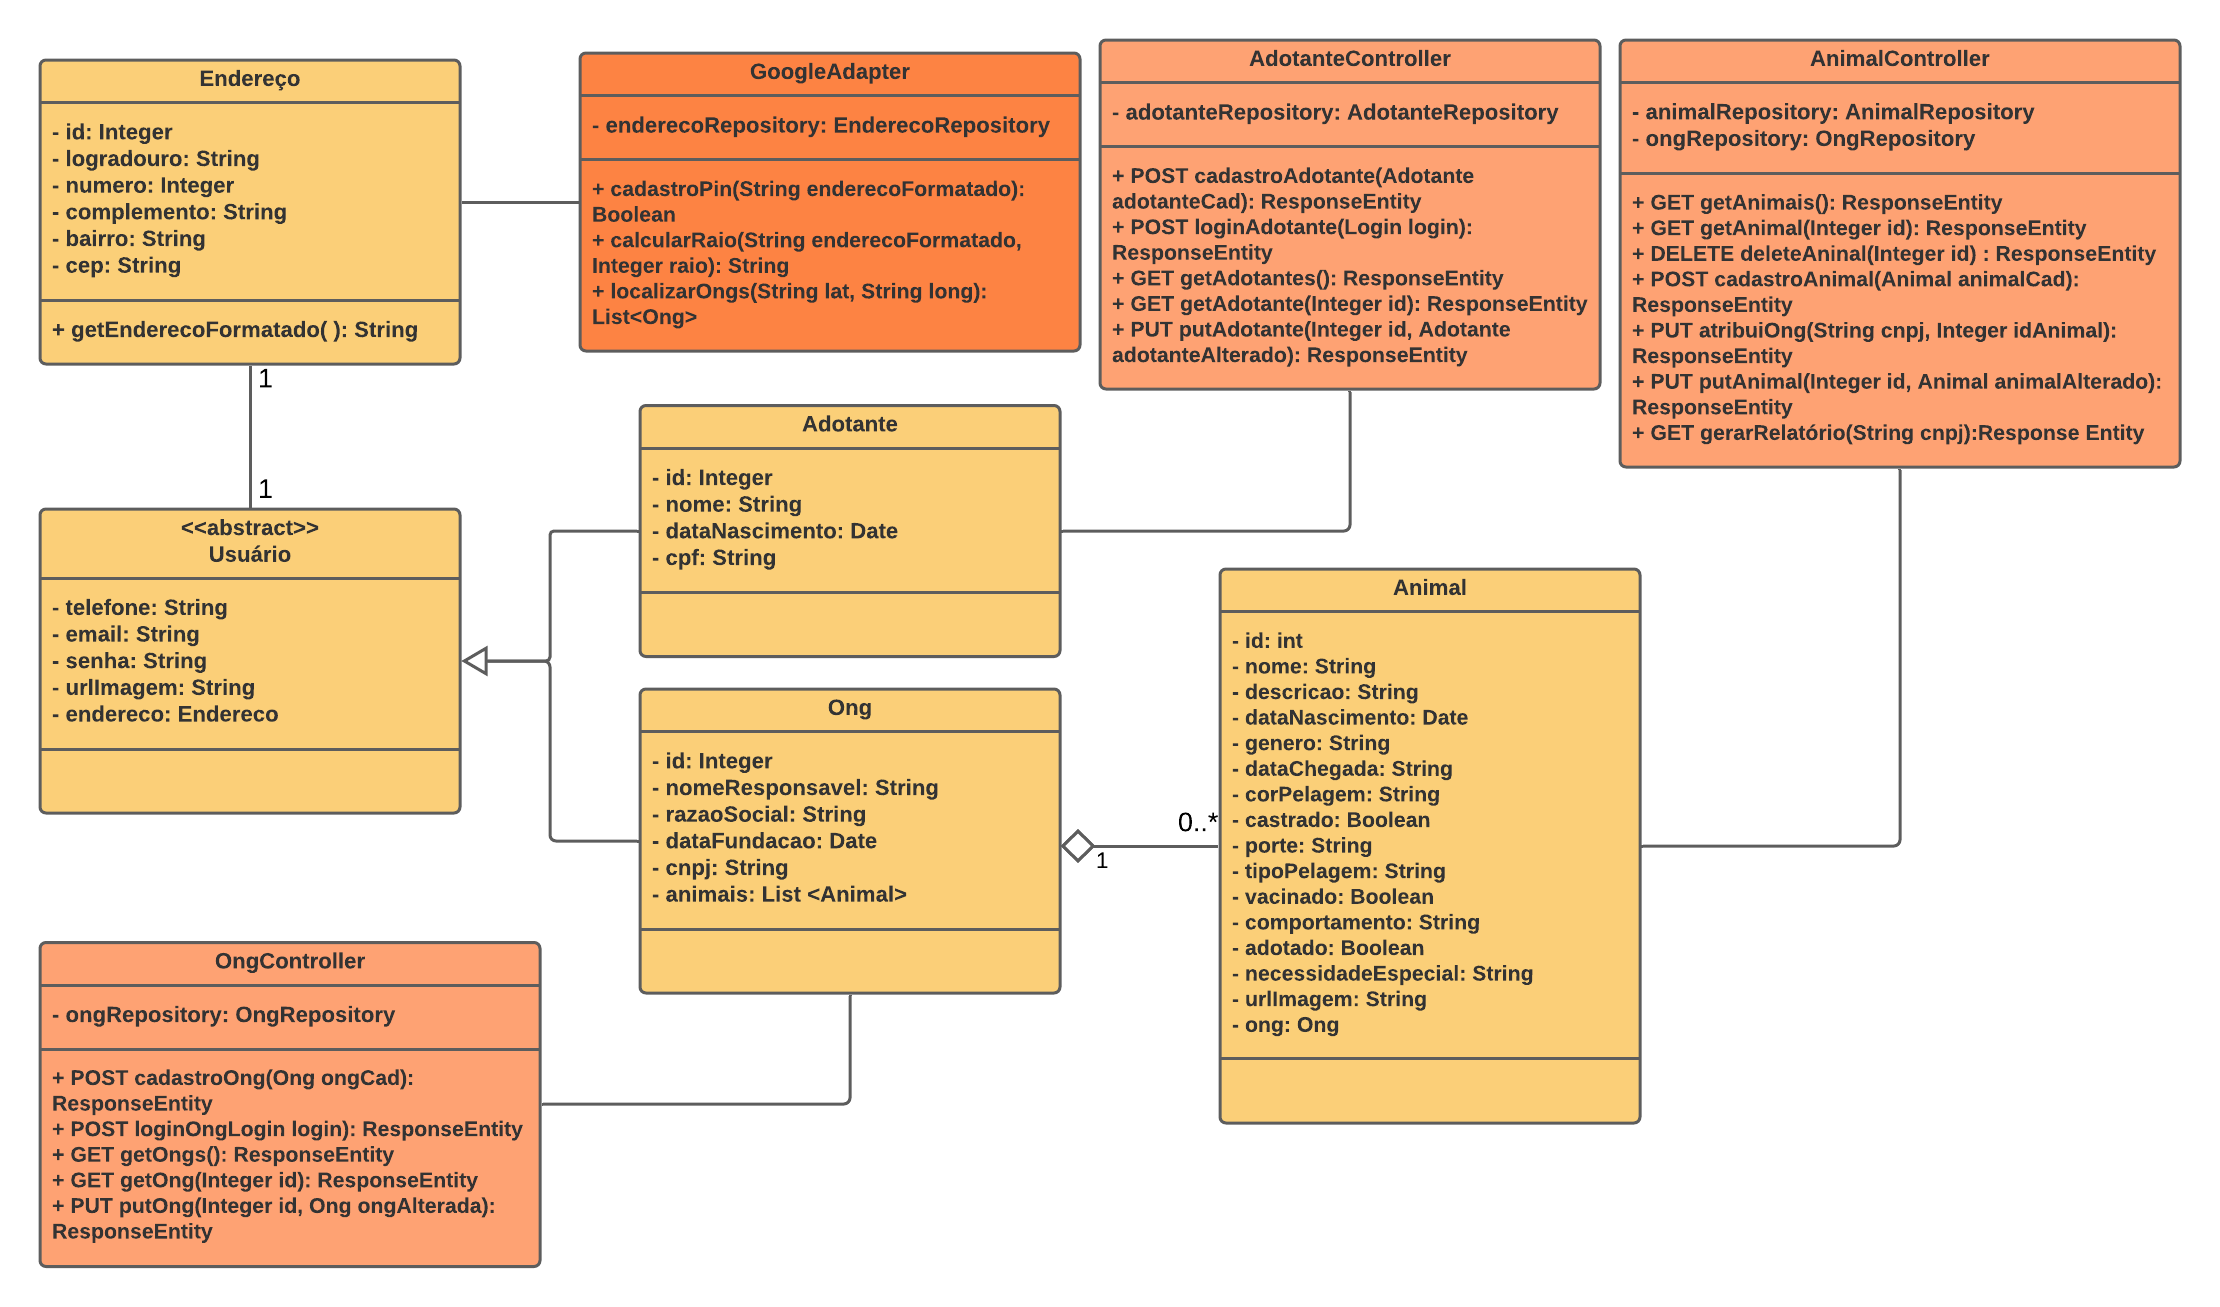 Endereço
- id: Integer
- logradouro: String
- numero: Integer
- complemento: String
- bairro: String
- cep: String
+ getEnderecoFormatado( ): String
GoogleAdapter
- enderecoRepository: EnderecoRepository
+ cadastroPin(String enderecoFormatado):
Boolean
+ calcularRaio(String enderecoFormatado,
Integer raio): String
+ localizarOngs(String lat, String long):
List<Ong>
AdotanteController
- adotanteRepository: AdotanteRepository
+ POST cadastroAdotante(Adotante
adotanteCad): ResponseEntity
+ POST loginAdotante(Login login):
ResponseEntity
+ GET getAdotantes(): ResponseEntity
+ GET getAdotante(Integer id): ResponseEntity
+ PUT putAdotante(Integer id, Adotante
adotanteAlterado): ResponseEntity
AnimalController
- animalRepository: AnimalRepository
- ongRepository: OngRepository
+ GET getAnimais(): ResponseEntity
+ GET getAnimal(Integer id): ResponseEntity
+ DELETE deleteAninal(Integer id) : ResponseEntity
+ POST cadastroAnimal(Animal animalCad):
ResponseEntity
+ PUT atribuiOng(String cnpj, Integer idAnimal):
ResponseEntity
+ PUT putAnimal(Integer id, Animal animalAlterado):
ResponseEntity
+ GET gerarRelatório(String cnpj):Response Entity
1
1
<<abstract>>
Usuário
- telefone: String
- email: String
- senha: String
- urlImagem: String
- endereco: Endereco
Adotante
- id: Integer
- nome: String
- dataNascimento: Date
- cpf: String
Ong
- id: Integer
- nomeResponsavel: String
- razaoSocial: String
- dataFundacao: Date
- cnpj: String
- animais: List <Animal>
0..*
1
Animal
- id: int
- nome: String
- descricao: String
- dataNascimento: Date
- genero: String
- dataChegada: String
- corPelagem: String
- castrado: Boolean
- porte: String
- tipoPelagem: String
- vacinado: Boolean
- comportamento: String
- adotado: Boolean
- necessidadeEspecial: String
- urlImagem: String
- ong: Ong
OngController
- ongRepository: OngRepository
+ POST cadastroOng(Ong ongCad):
ResponseEntity
+ POST loginOngLogin login): ResponseEntity
+ GET getOngs(): ResponseEntity
+ GET getOng(Integer id): ResponseEntity
+ PUT putOng(Integer id, Ong ongAlterada):
ResponseEntity